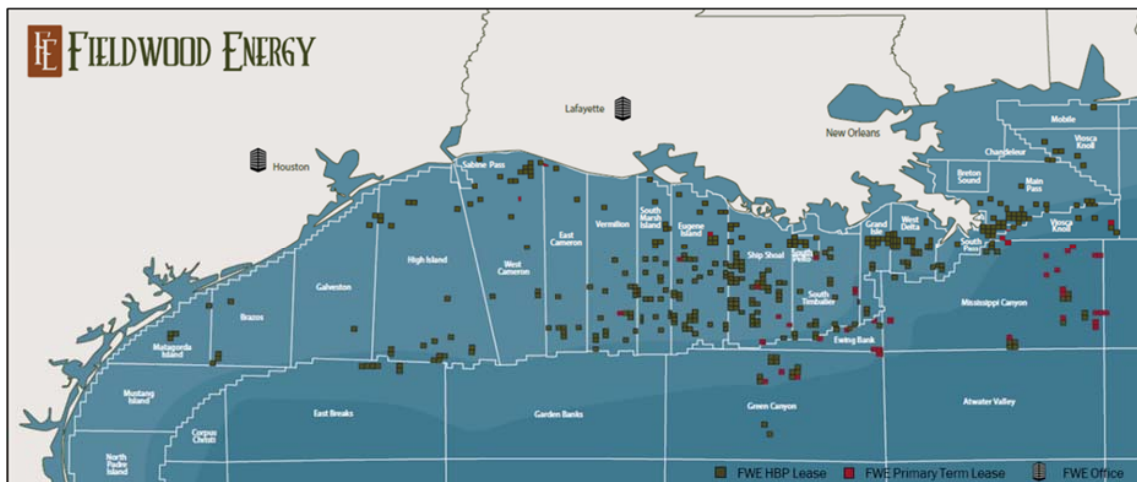 FE FIELDWOOD ENERGY
Lafayette
New Orleans
Houston
Mobile
Viosca
Knoll
Chandeleur
Sabine Pass
Breton
Sound
Main
Pass
South
Marsh
Island
Eugene
Island
Grand
Isle
West
Delta
Vermilion
East
Cameron
West
Cameron
High Island
Galveston
Brazos
Matagorda
Island
Ship Shoal
South
Pelto
South
Timbalier
South
Pass
Viosca
Knoll
Mississippi Canyon
Ewing Bank
Mustang
Island
Corpus
Christi
North
Padre
Island
East Breaks
Garden Banks
Green Canyon
Atwater Valley
FWE HBP Lease
FWE Primary Term Lease
FWE Office